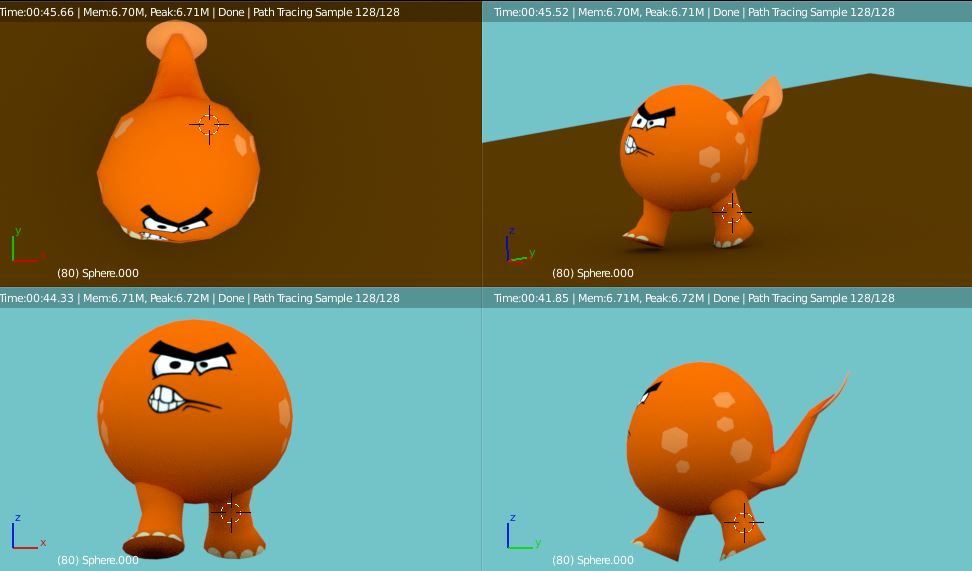 Time:00:45.66 | Mem:6.70M, Peak:6.71M | Done | Path Tracing Sample 128/128
Time:00:45.52 | Mem:6.70M, Peak:6.71M | Done | Path Tracing Sample 128/128
y
x
(80) Sphere.000
z
y
(80) Sphere.000
Time:00:44.33 | Mem:6.71M, Peak:6.72M | Done | Path Tracing Sample 128/128
Time:00:41.85 | Mem:6.71M, Peak:6.72M | Done | Path Tracing Sample 128/128
z
x
(80) Sphere.000
z
y
(80) Sphere.000